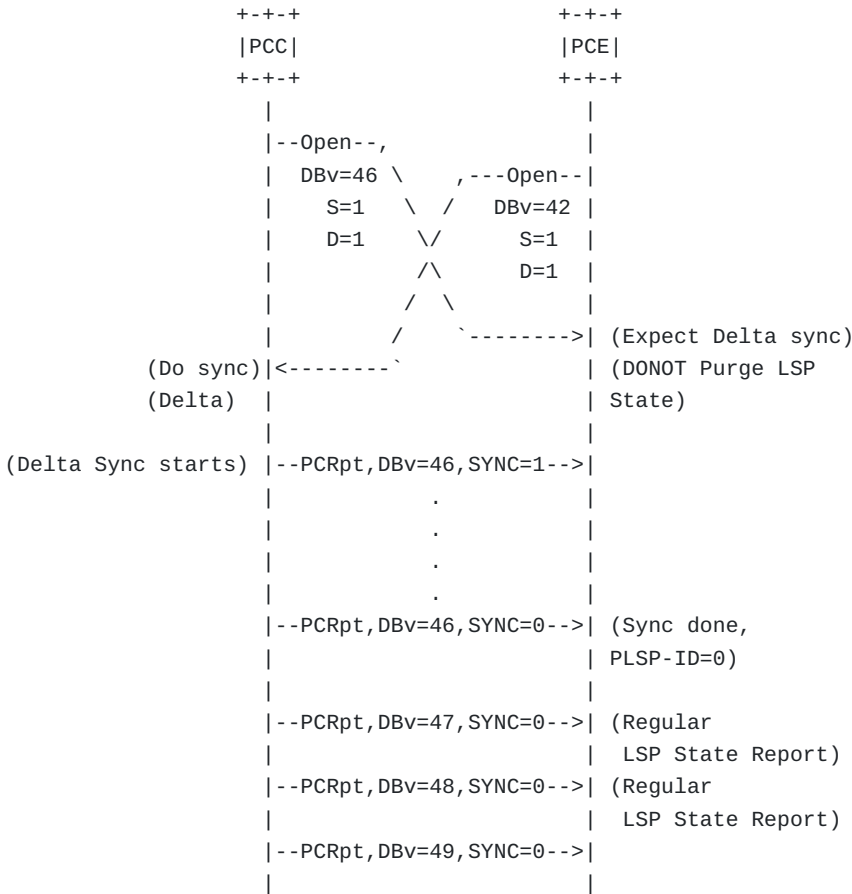 +-+-+                    +-+-+
               |PCC|                    |PCE|
               +-+-+                    +-+-+
                 |                        |
                 |--Open--,               |
                 |  DBv=46 \     ,---Open--|
                 |    S=1   \  /   DBv=42 |
                 |    D=1    \/     S=1  |
                 |           /\     D=1  |
                 |          /  \         |
                 |         /    `-------->| (Expect Delta sync)
        (Do sync)|<--------`              | (DONOT Purge LSP
        (Delta)  |                        | State)
                 |                        |
(Delta Sync starts) |--PCRpt,DBv=46,SYNC=1-->|
                 |            .           |
                 |            .           |
                 |            .           |
                 |            .           |
                 |--PCRpt,DBv=46,SYNC=0-->| (Sync done,
                 |                        | PLSP-ID=0)
                 |                        |
                 |--PCRpt,DBv=47,SYNC=0-->| (Regular
                 |                        |  LSP State Report)
                 |--PCRpt,DBv=48,SYNC=0-->| (Regular
                 |                        |  LSP State Report)
                 |--PCRpt,DBv=49,SYNC=0-->|
                 |                        |